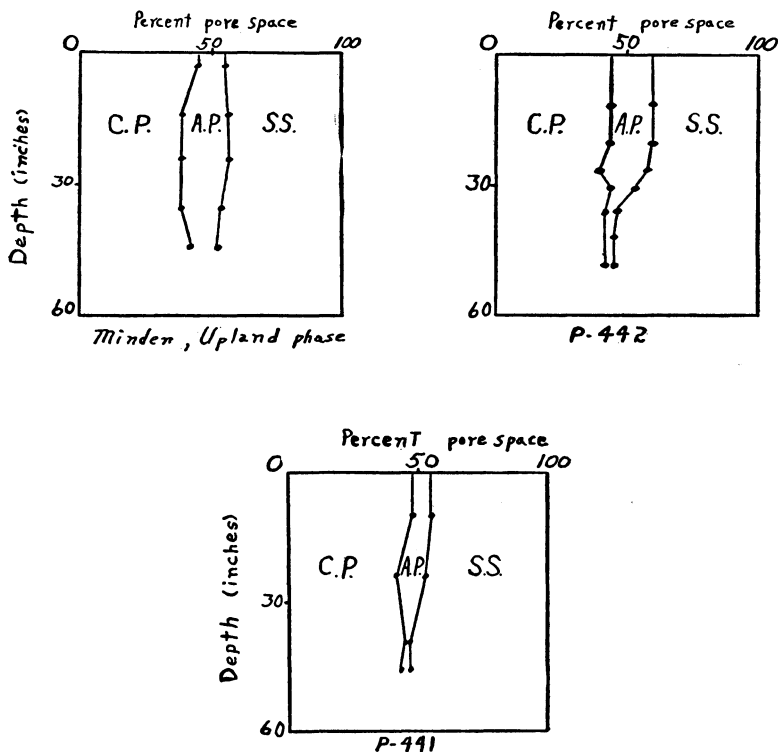 Percent pore space
0 50 100
C.P. A.P. S.S.
Depth (inches)
30
60
Minden, Upland phase
Percent pore space
0 50 100
C.P. A.P. S.S.
30
60
P-442
PercenT pore space
0 50 100
C.P. A.P. S.S.
Depth (inches)
30
60
P-441